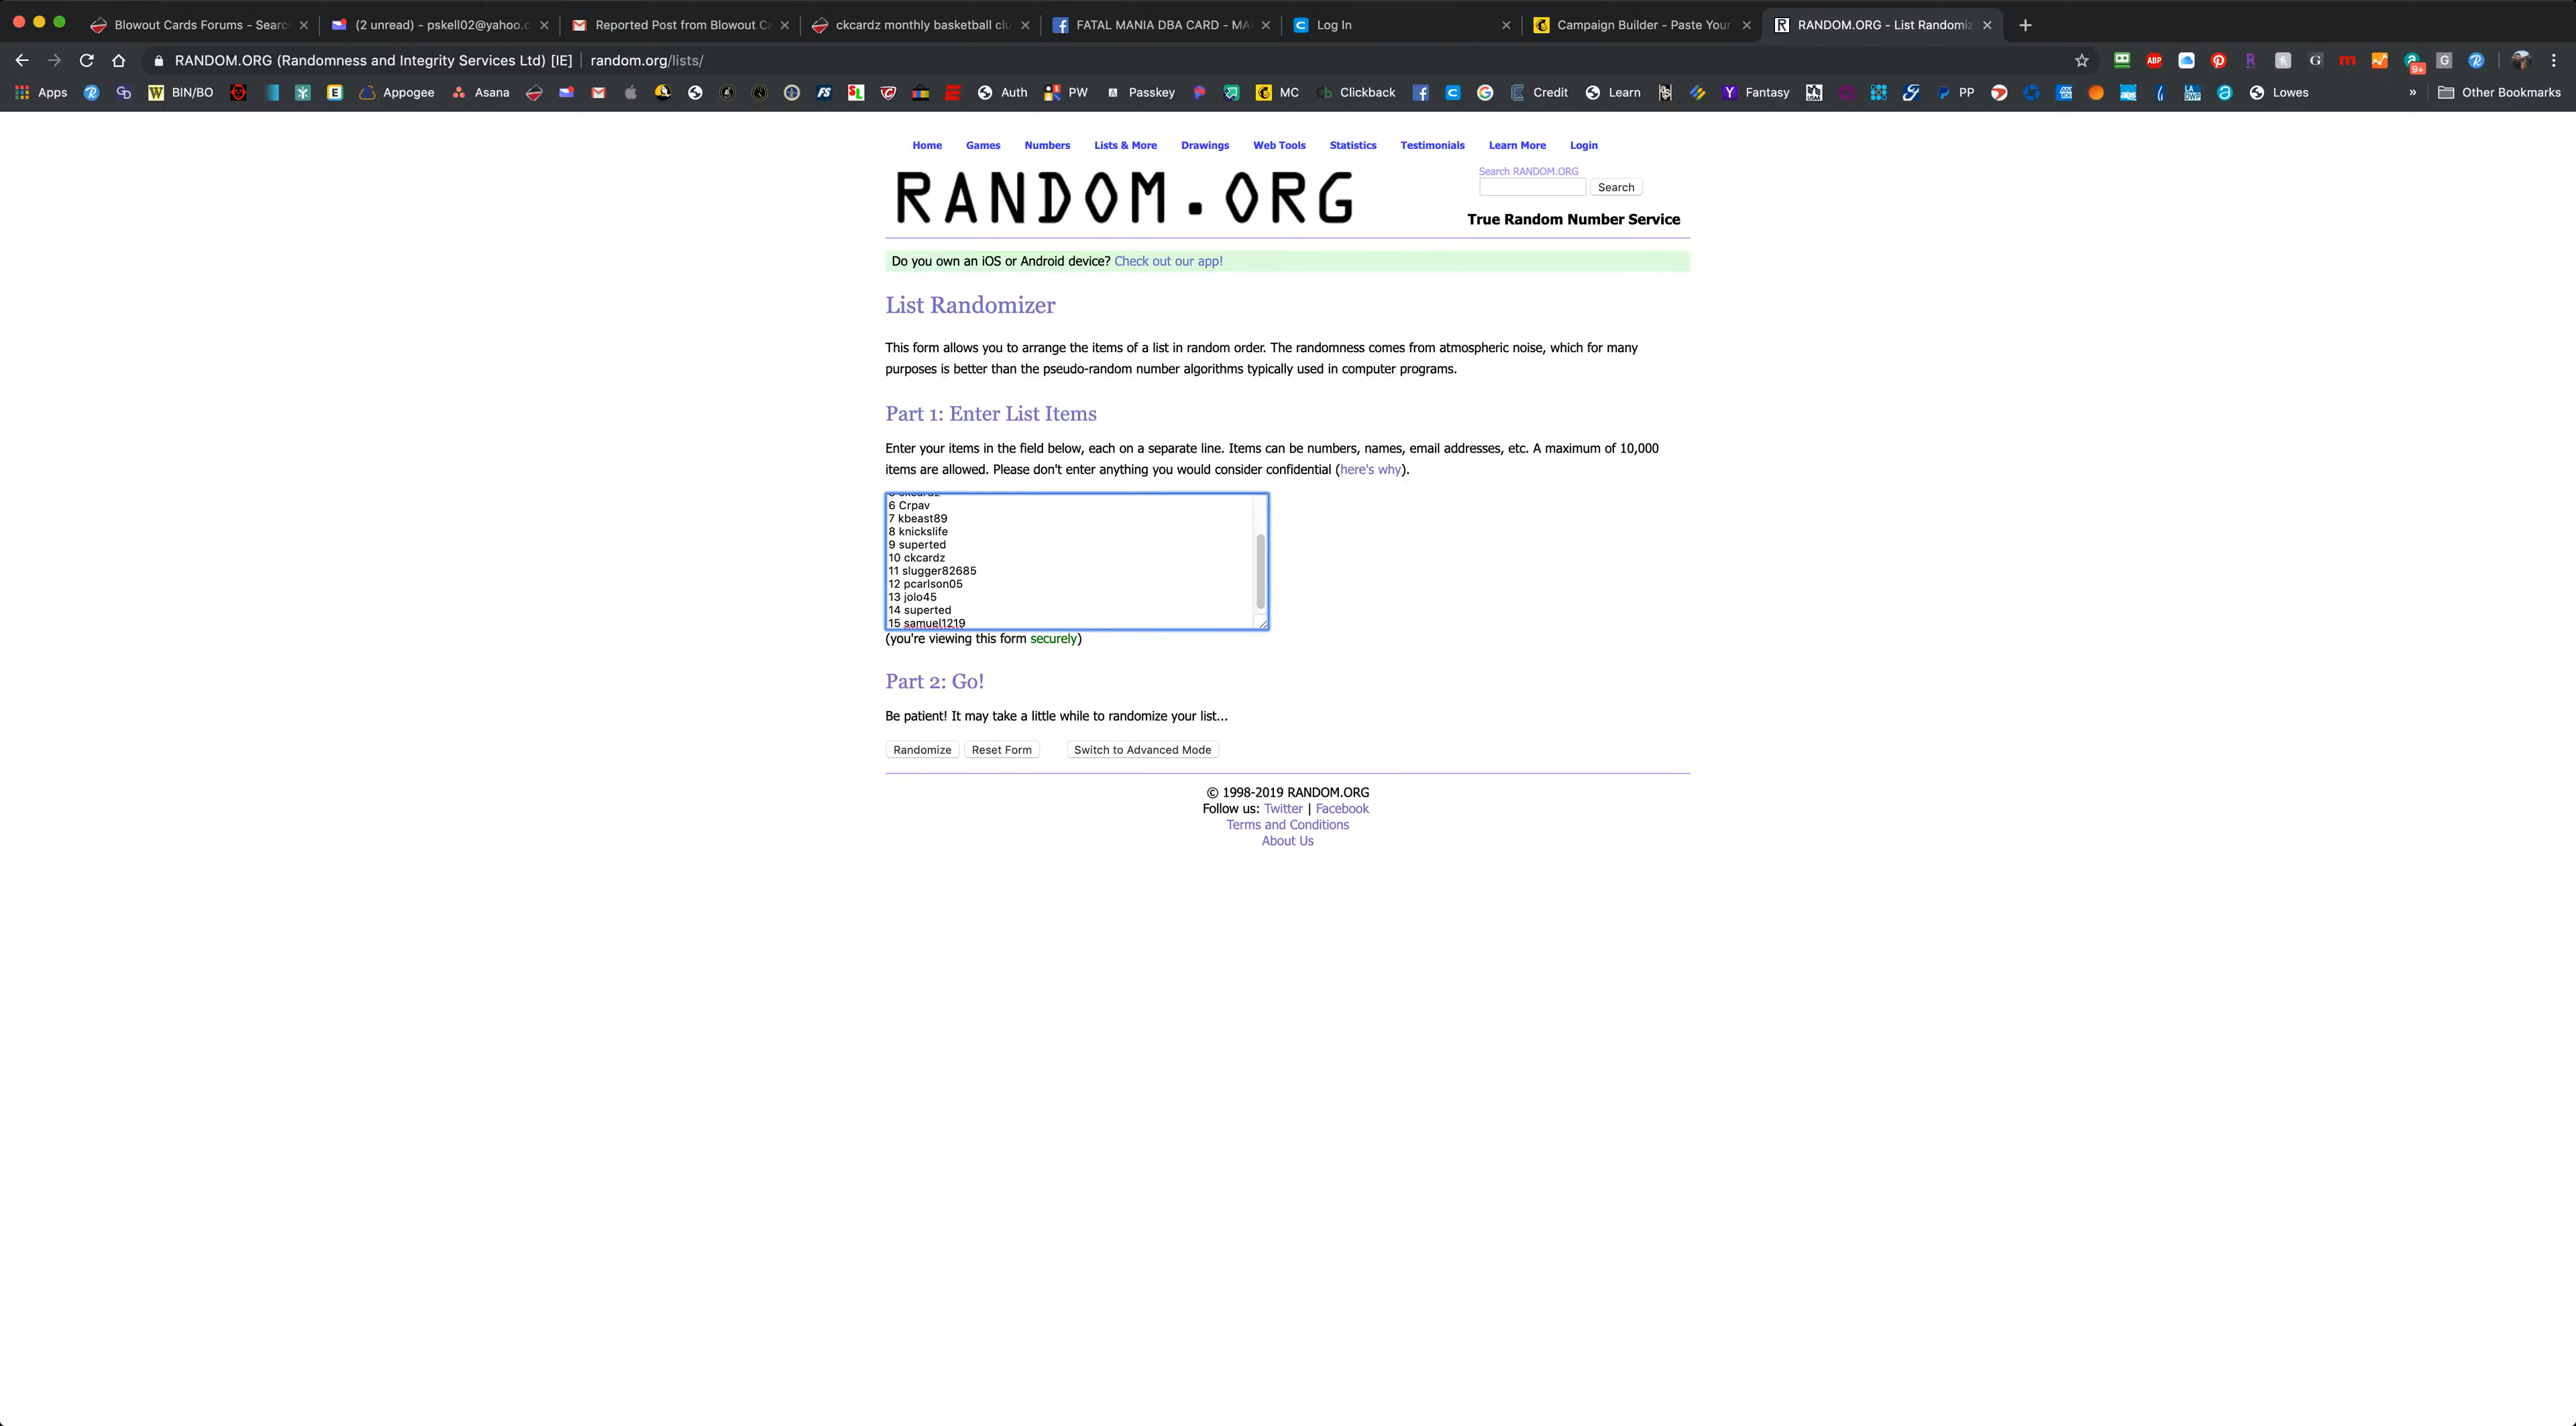 Blowout Cards Forums - Search
(2 unread) - pskell02@yahoo.c
Reported Post from Blowout C
ckcardz monthly basketball clu
FATAL MANIA DBA CARD - MA
Log In
Campaign Builder - Paste Your
RANDOM.ORG - List Randomiz
RANDOM.ORG (Randomness and Integrity Services Ltd) [IE] random.org/lists/
Apps BIN/BO Appogee Asana Auth PW Passkey MC Clickback Credit Learn Fantasy PP Lowes » Other Bookmarks
Home Games Numbers Lists & More Drawings Web Tools Statistics Testimonials Learn More Login
RANDOM.ORG
Search RANDOM.ORG
Search
True Random Number Service
Do you own an iOS or Android device? Check out our app!
List Randomizer
This form allows you to arrange the items of a list in random order. The randomness comes from atmospheric noise, which for many
purposes is better than the pseudo-random number algorithms typically used in computer programs.
Part 1: Enter List Items
Enter your items in the field below, each on a separate line. Items can be numbers, names, email addresses, etc. A maximum of 10,000
items are allowed. Please don't enter anything you would consider confidential (here's why).
6 Crpav
7 kbeast89
8 knickslife
9 superted
10 ckcardz
11 slugger82685
12 pcarlson05
13 jolo45
14 superted
15 samuel1219
(you're viewing this form securely)
Part 2: Go!
Be patient! It may take a little while to randomize your list...
Randomize Reset Form Switch to Advanced Mode
© 1998-2019 RANDOM.ORG
Follow us: Twitter | Facebook
Terms and Conditions
About Us